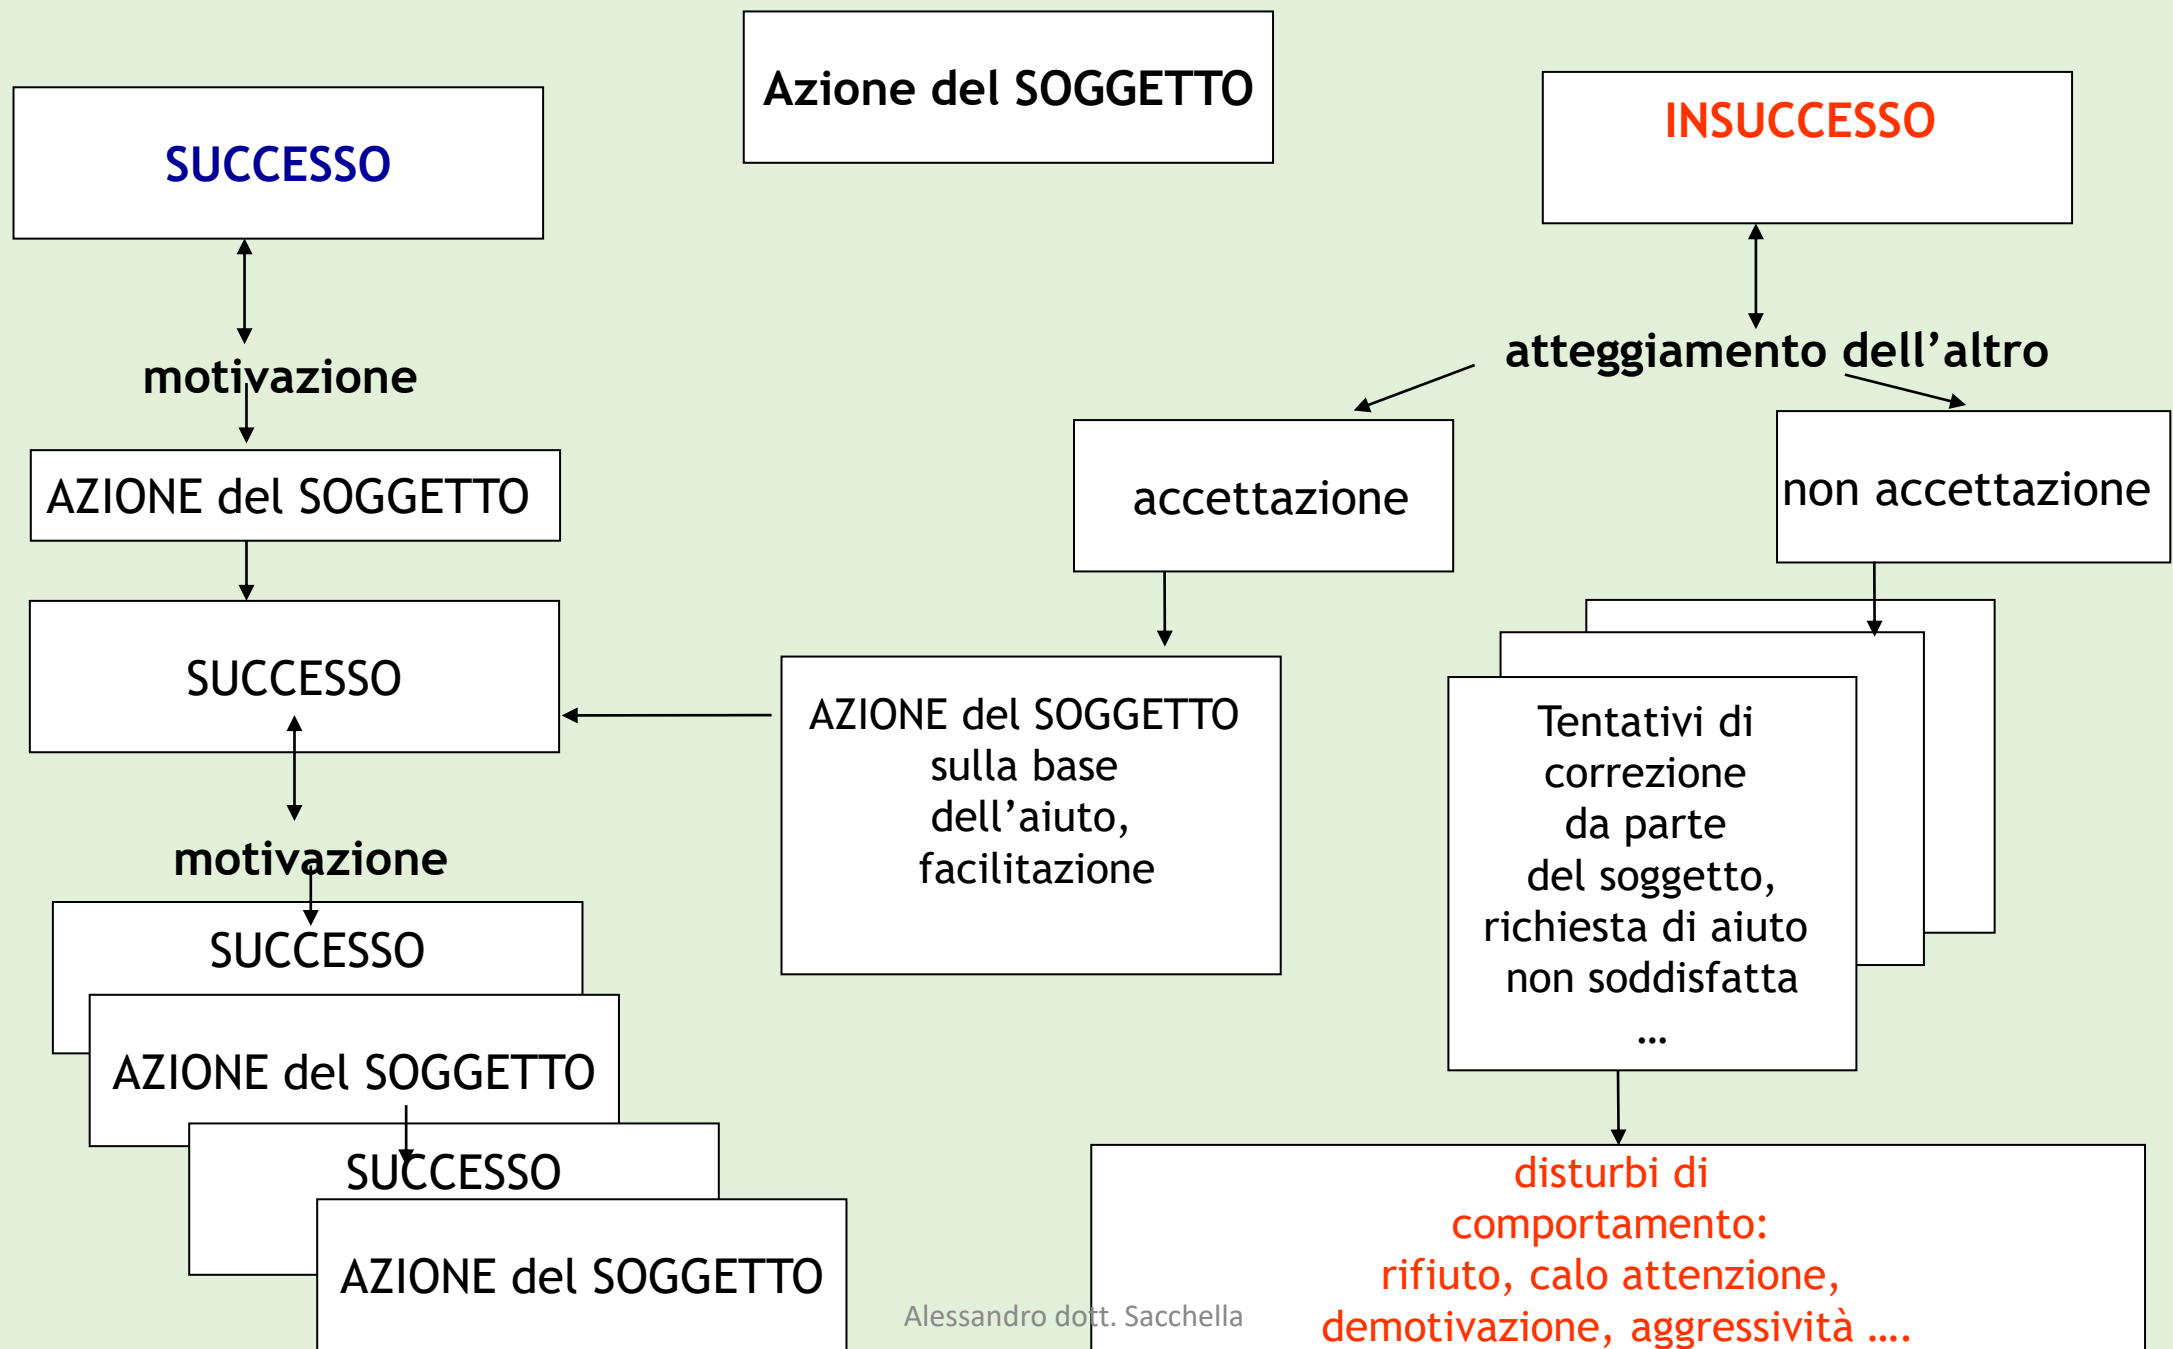 Azione del SOGGETTO
SUCCESSO
INSUCCESSO
motivazione
atteggiamento dell’altro
AZIONE del SOGGETTO
accettazione
non accettazione
SUCCESSO
AZIONE del SOGGETTO
sulla base
dell’aiuto,
facilitazione
Tentativi di
correzione
da parte
del soggetto,
richiesta di aiuto
non soddisfatta
…
motivazione
SUCCESSO
AZIONE del SOGGETTO
SUCCESSO
AZIONE del SOGGETTO
disturbi di
comportamento:
rifiuto, calo attenzione,
demotivazione, aggressività ….
Alessandro dott. Sacchella